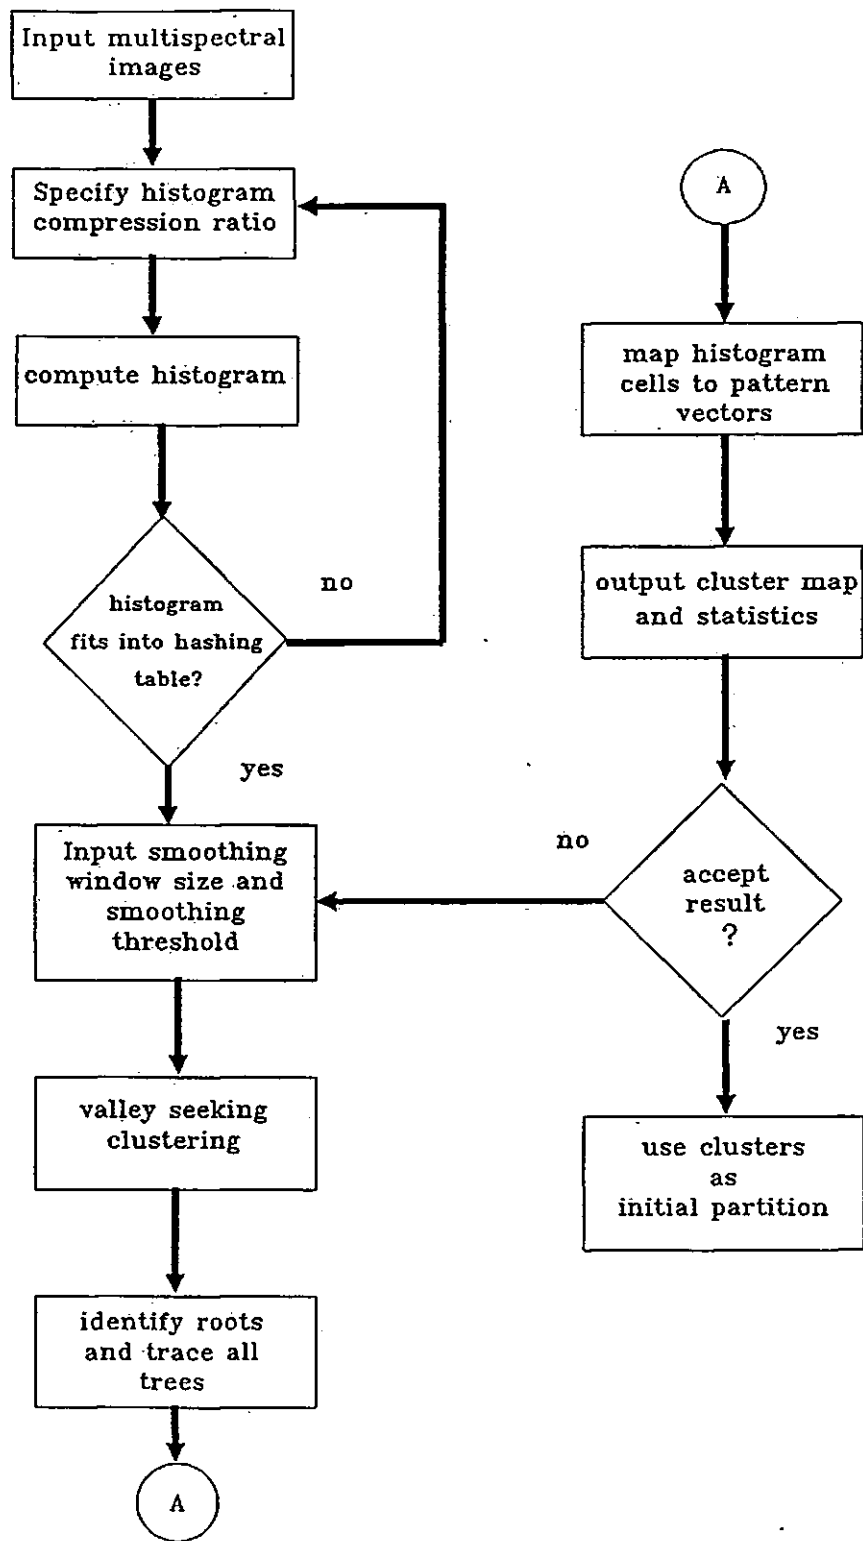 Input multispectral
images
Specify histogram
compression ratio
compute histogram
histogram
fits into hashing
table?
no
yes
Input smoothing
window size and
smoothing
threshold
valley seeking
clustering
identify roots
and trace all
trees
A
A
map histogram
cells to pattern
vectors
output cluster map
and statistics
accept
result
?
no
yes
use clusters
as
initial partition